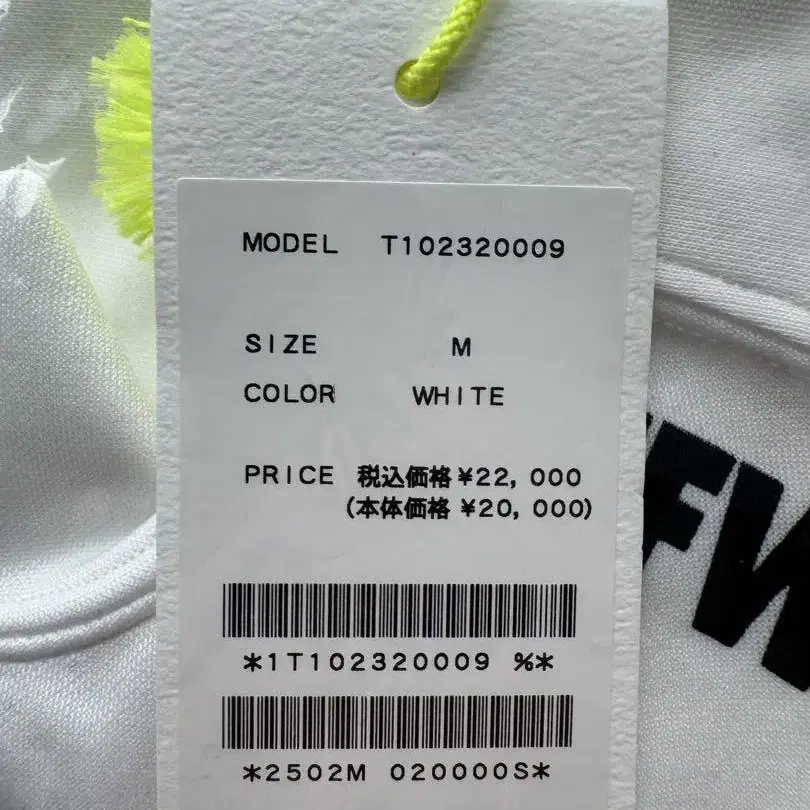 MODEL T102320009
SIZE M
COLOR WHITE
PRICE 税込価格 ¥22,000
(本体価格 ¥20,000)
*1T102320009 %*
*2502M 020000S*
FW